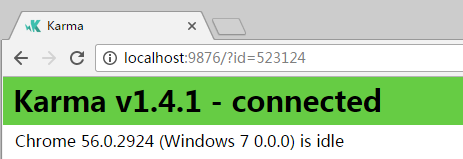 Karma
localhost:9876/?id=523124
Karma v1.4.1 - connected
Chrome 56.0.2924 (Windows 7 0.0.0) is idle